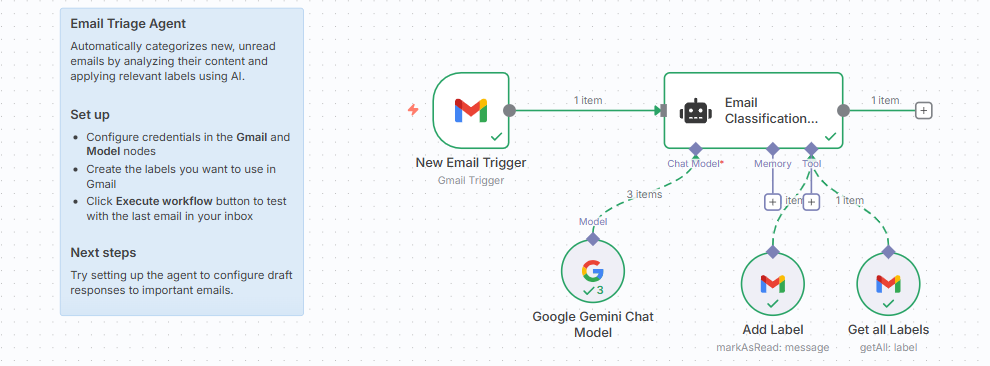 Email Triage Agent
Automatically categorizes new, unread
emails by analyzing their content and
applying relevant labels using AI.
Set up
Configure credentials in the Gmail and
Model nodes
Create the labels you want to use in
Gmail
Click Execute workflow button to test
with the last email in your inbox
Next steps
Try setting up the agent to configure draft
responses to important emails.
1 item
Email
Classification...
1 item
New Email Trigger
Gmail Trigger
Chat Model*
Memory
Tool
3 items
item
1 item
Model
3
Google Gemini Chat
Model
Add Label
markAsRead: message
Get all Labels
getAll: label